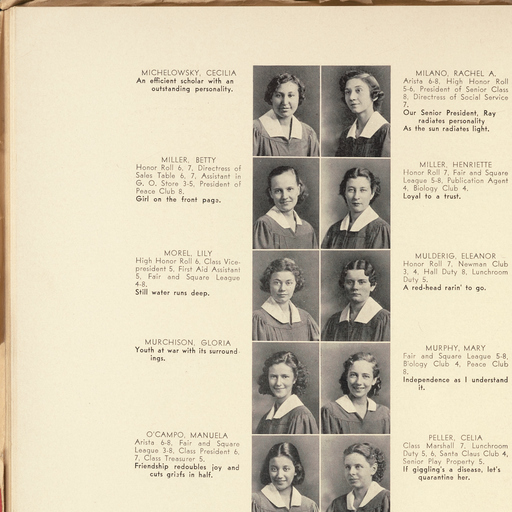 MICHELOWSKY, CECILIA
An efficient scholar with an
outstanding personality.
MILLER, BETTY
Honor Roll 6, 7, Directress of
Sales Table 6, 7, Assistant in
G. O. Store 3-5, President of
Peace Club 8.
Girl on the front page.
MOREL, LILY
High Honor Roll 6, Class Vice-
president 5, First Aid Assistant
5, Fair and Square League
4-8.
Still water runs deep.
MURCHISON, GLORIA
Youth at war with its surround
ings.
O'CAMPO, MANUELA
Arista 6-8, Fair and Square
League 3-8, Class President 6,
7, Class Treasurer 5.
Friendship redoubles joy and
cuts griefs in half.
MILANO, RACHEL A.
Arista 6-8, High Honor Roll
5-6, President of Senior Class
8, Directress of Social Service
7.
Our Senior President, Ray
radiates personality
As the sun radiates light.
MILLER, HENRIETTE
Honor Roll 7, Fair and Square
League 5-8, Publication Agent
4, Biology Club 4.
Loyal to a trust.
MULDERIG, ELEANOR
Honor Roll 7, Newman Club
3, 4, Hall Duty 8, Lunchroom
Duty 5.
A red-head rarin' to go.
MURPHY, MARY
Fair and Square League 5-8,
Biology Club 4, Peace Club
8.
Independence as I understand
it.
PELLER, CELIA
Class Marshall 7, Lunchroom
Duty 5, 6, Santa Claus Club 4,
Senior Play Property 5.
If giggling's a disease, let's
quarantine her.